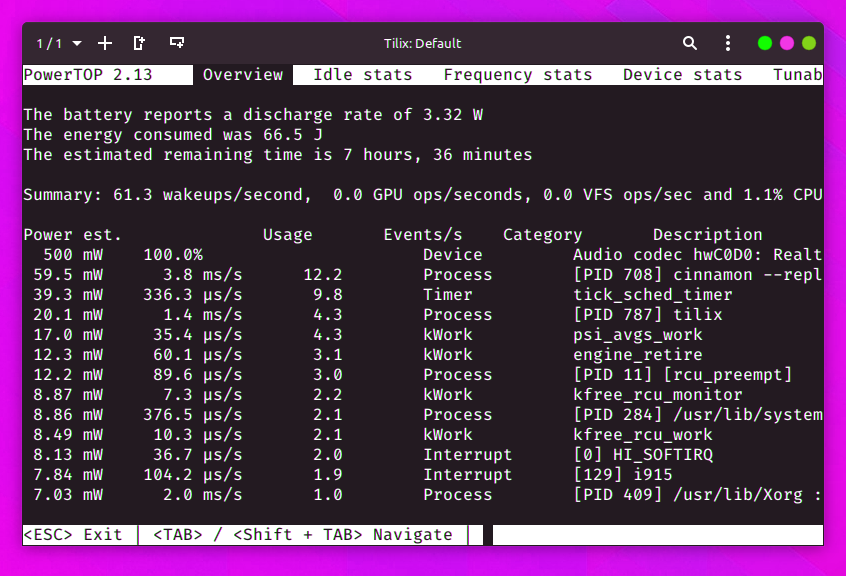 1 / 1 Tilix: Default
PowerTOP 2.13 Overview Idle stats Frequency stats Device stats Tunab
The battery reports a discharge rate of 3.32 W
The energy consumed was 66.5 J
The estimated remaining time is 7 hours, 36 minutes
Summary: 61.3 wakeups/second, 0.0 GPU ops/seconds, 0.0 VFS ops/sec and 1.1% CPU
Power est. Usage Events/s Category Description
500 mW 100.0% Device Audio codec hwC0D0: Realt
59.5 mW 3.8 ms/s 12.2 Process [PID 708] cinnamon --repl
39.3 mW 336.3 µs/s 9.8 Timer tick_sched_timer
20.1 mW 1.4 ms/s 4.3 Process [PID 787] tilix
17.0 mW 35.4 µs/s 4.3 kWork psi_avgs_work
12.3 mW 60.1 µs/s 3.1 kWork engine_retire
12.2 mW 89.6 µs/s 3.0 Process [PID 11] [rcu_preempt]
8.87 mW 7.3 µs/s 2.2 kWork kfree_rcu_monitor
8.86 mW 376.5 µs/s 2.1 Process [PID 284] /usr/lib/system
8.49 mW 10.3 µs/s 2.1 kWork kfree_rcu_work
8.13 mW 36.7 µs/s 2.0 Interrupt [0] HI_SOFTIRQ
7.84 mW 104.2 µs/s 1.9 Interrupt [129] i915
7.03 mW 2.0 ms/s 1.0 Process [PID 409] /usr/lib/Xorg :
<ESC> Exit | <TAB> / <Shift + TAB> Navigate |